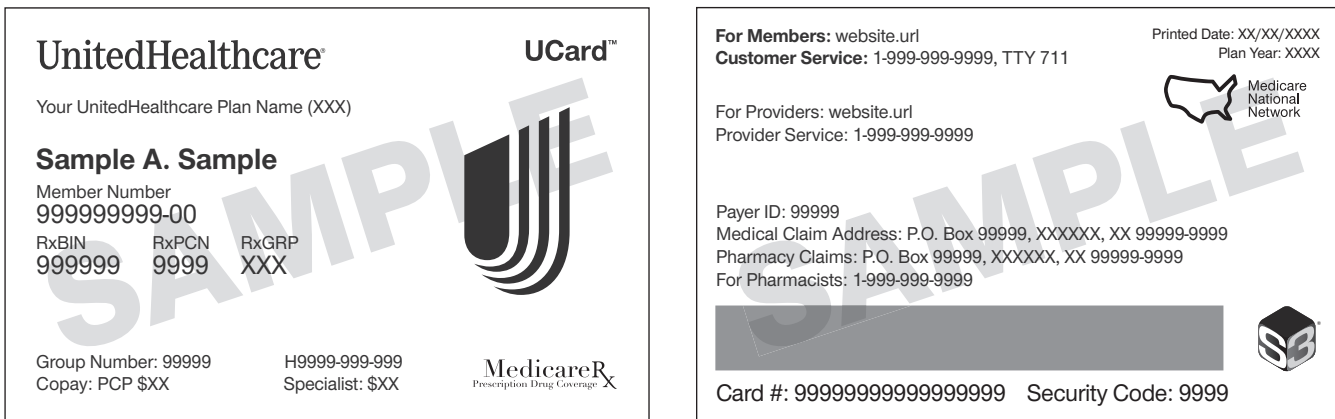 UnitedHealthcare®
UCard™
Your UnitedHealthcare Plan Name (XXX)
Sample A. Sample
Member Number
999999999-00
RxBIN RxPCN RxGRP
999999 9999 XXX
Group Number: 99999 H9999-999-999
Copay: PCP $XX Specialist: $XX
MedicareRx
Prescription Drug Coverage
SAMPLE
For Members: website.url
Customer Service: 1-999-999-9999, TTY 711
Printed Date: XX/XX/XXXX
Plan Year: XXXX
Medicare
National
Network
For Providers: website.url
Provider Service: 1-999-999-9999
Payer ID: 99999
Medical Claim Address: P.O. Box 99999, XXXXXX, XX 99999-9999
Pharmacy Claims: P.O. Box 99999, XXXXXX, XX 99999-9999
For Pharmacists: 1-999-999-9999
S3®
Card #: 99999999999999999 Security Code: 9999
SAMPLE